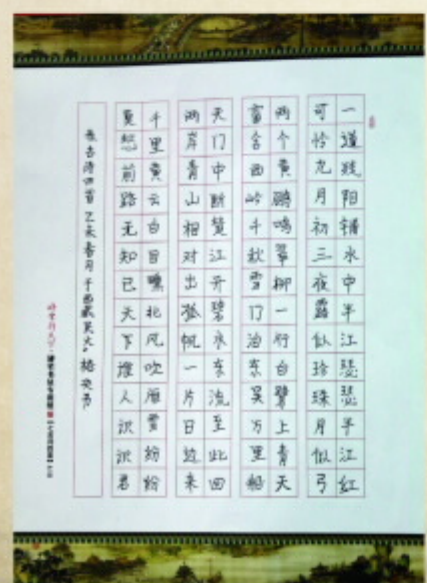 一道残阳铺水中半江瑟瑟半江红
可怜九月初三夜露似珍珠月似弓
两个黄鹂鸣翠柳一行白鹭上青天
窗含西岭千秋雪门泊东吴万里船
天门中断楚江开碧水东流至此回
两岸青山相对出孤帆一片日边来
千里黄云白日曛北风吹雁雪纷纷
莫愁前路无知已天下谁人识识君
古诗四首乙未春月于西藏